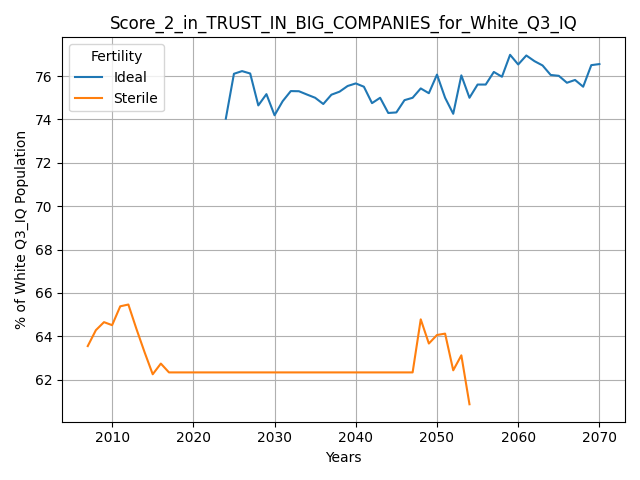 Score_2_in_TRUST_IN_BIG_COMPANIES_for_White_Q3_IQ
Fertility
Ideal
Sterile
% of White Q3_IQ Population
76
74
72
70
68
66
64
62
2010 2020 2030 2040 2050 2060 2070
Years